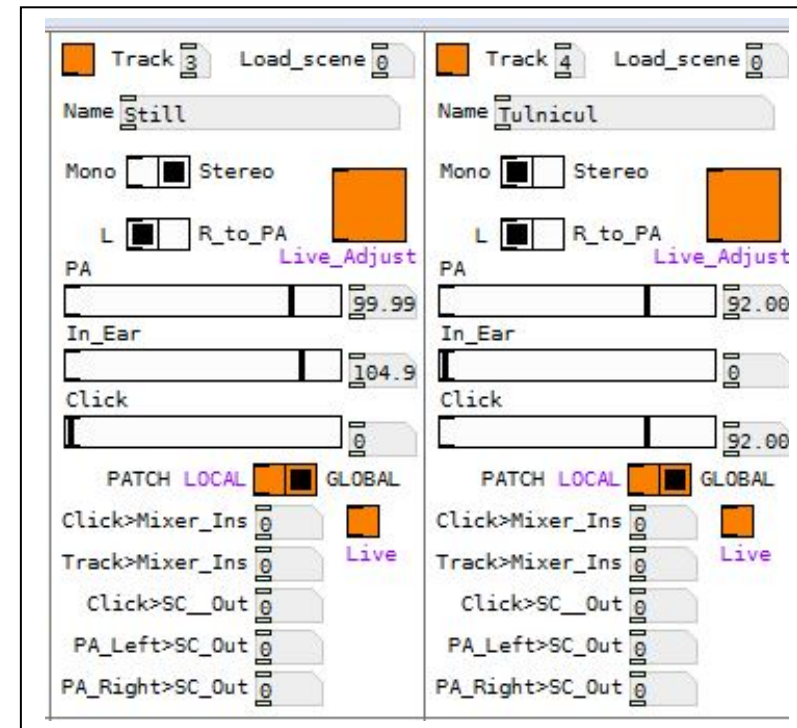 Track 3 Load_scene 0
Name Still
Mono Stereo
L R_to_PA
Live_Adjust
PA
99.99
In_Ear
104.9
Click
0
PATCH LOCAL GLOBAL
Click>Mixer_Ins 0
Live
Track>Mixer_Ins 0
Click>SC__Out 0
PA_Left>SC_Out 0
PA_Right>SC_Out 0
Track 4 Load_scene 0
Name Tulnicul
Mono Stereo
L R_to_PA
Live_Adjust
PA
92.00
In_Ear
0
Click
92.00
PATCH LOCAL GLOBAL
Click>Mixer_Ins 0
Live
Track>Mixer_Ins 0
Click>SC__Out 0
PA_Left>SC_Out 0
PA_Right>SC_Out 0